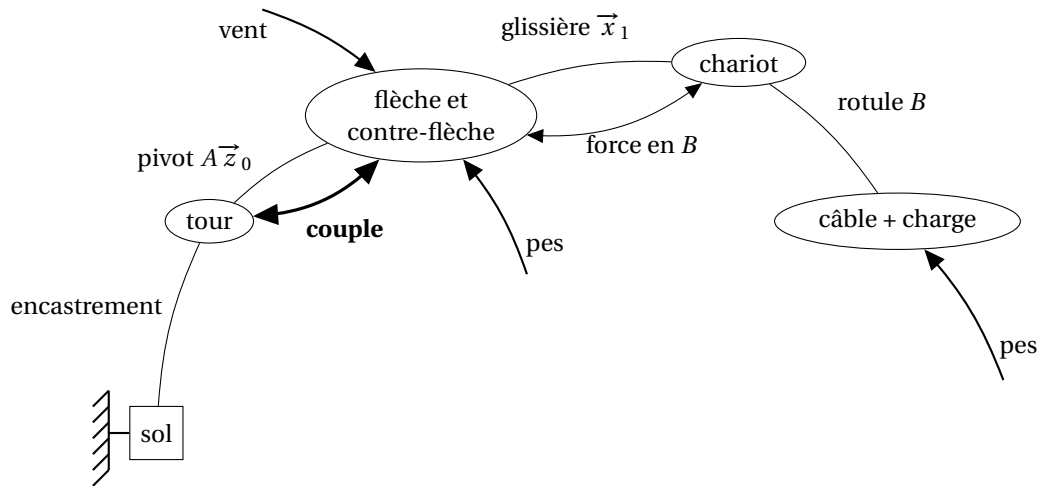 vent
glissière x⃗₁
chariot
flèche et
contre-flèche
rotule B
force en B
pivot Az⃗₀
tour
couple
câble + charge
pes
encastrement
pes
sol